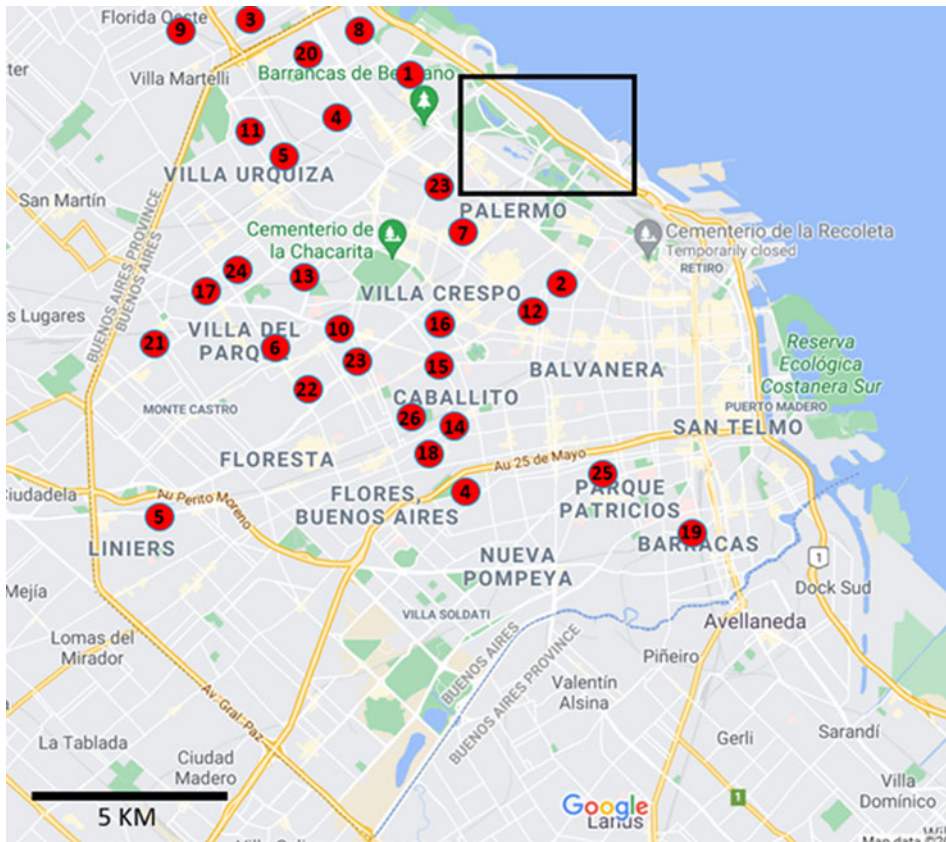 Florida Oeste
3
9
8
20
Villa Martelli
Barrancas de Belgrano
1
4
11
5
VILLA URQUIZA
San Martín
23
PALERMO
7
Cementerio de
la Chacarita
Cementerio de la Recoleta
Temporarily closed
RETIRO
BUENOS AIRES PROVINCE
BUENOS AIRES
24
13
17
2
VILLA CRESPO
12
s Lugares
16
10
VILLA DEL
PARQUE
6
21
23
15
22
BALVANERA
Reserva
Ecológica
Costanera Sur
MONTE CASTRO
CABALLITO
PUERTO MADERO
26
14
SAN TELMO
18
FLORESTA
Au 25 de Mayo
25
Ciudadela
Au Perito Moreno
4
FLORES,
BUENOS AIRES
PARQUE
PATRICIOS
5
LINIERS
19
BARRACAS
NUEVA
POMPEYA
1
Dock Sud
Mejía
VILLA SOLDATI
Avellaneda
Lomas del
Mirador
BUENOS AIRES
BUENOS AIRES PROVINCE
Piñeiro
Valentín
Alsina
Av. Gral. Paz
La Tablada
Ciudad
Madero
Gerli
Sarandí
Villa
Domínico
5 KM
1
Google
Lanús
Map data ©20